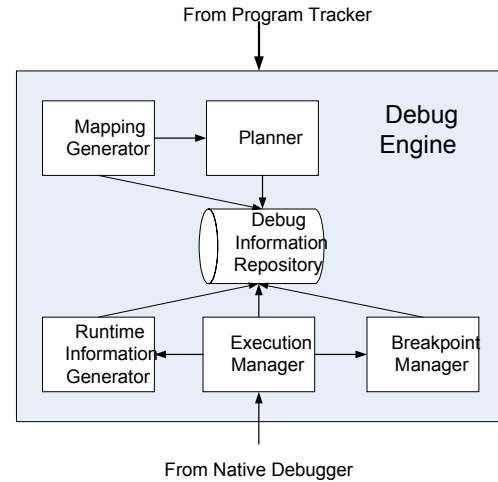 From Program Tracker
Debug
Engine
Mapping
Generator
Planner
Debug
Information
Repository
Runtime
Information
Generator
Execution
Manager
Breakpoint
Manager
From Native Debugger